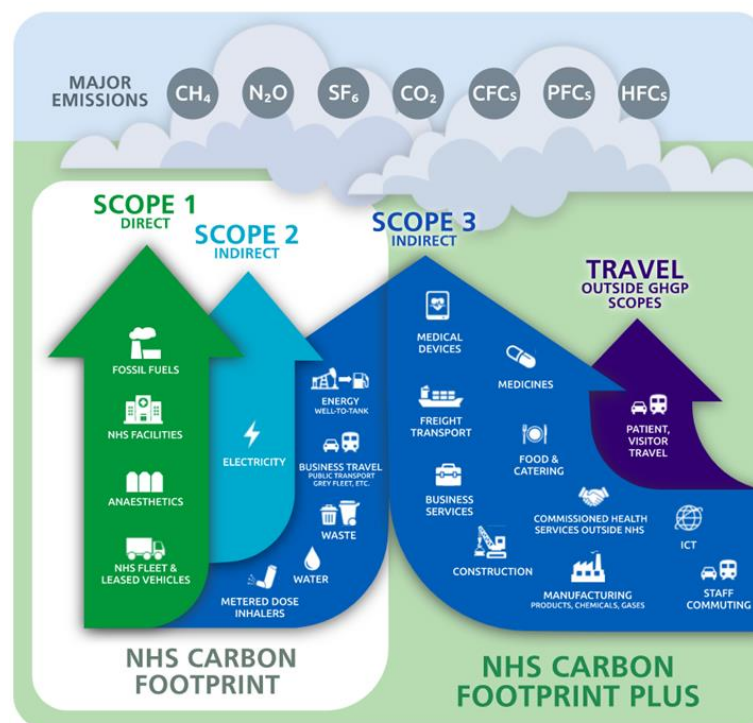 MAJOR
EMISSIONS
CH₄
N₂O
SF₆
CO₂
CFCs
PFCs
HFCs
SCOPE 1
DIRECT
SCOPE 2
INDIRECT
SCOPE 3
INDIRECT
TRAVEL
OUTSIDE GHGP
SCOPES
FOSSIL FUELS
NHS FACILITIES
ANAESTHETICS
NHS FLEET &
LEASED VEHICLES
ELECTRICITY
ENERGY
WELL-TO-TANK
BUSINESS TRAVEL
PUBLIC TRANSPORT
GREY FLEET, ETC.
WASTE
WATER
METERED DOSE
INHALERS
MEDICAL
DEVICES
MEDICINES
FREIGHT
TRANSPORT
FOOD &
CATERING
BUSINESS
SERVICES
COMMISSIONED HEALTH
SERVICES OUTSIDE NHS
CONSTRUCTION
MANUFACTURING
PRODUCTS, CHEMICALS, GASES
ICT
STAFF
COMMUTING
PATIENT,
VISITOR
TRAVEL
NHS CARBON
FOOTPRINT
NHS CARBON
FOOTPRINT PLUS